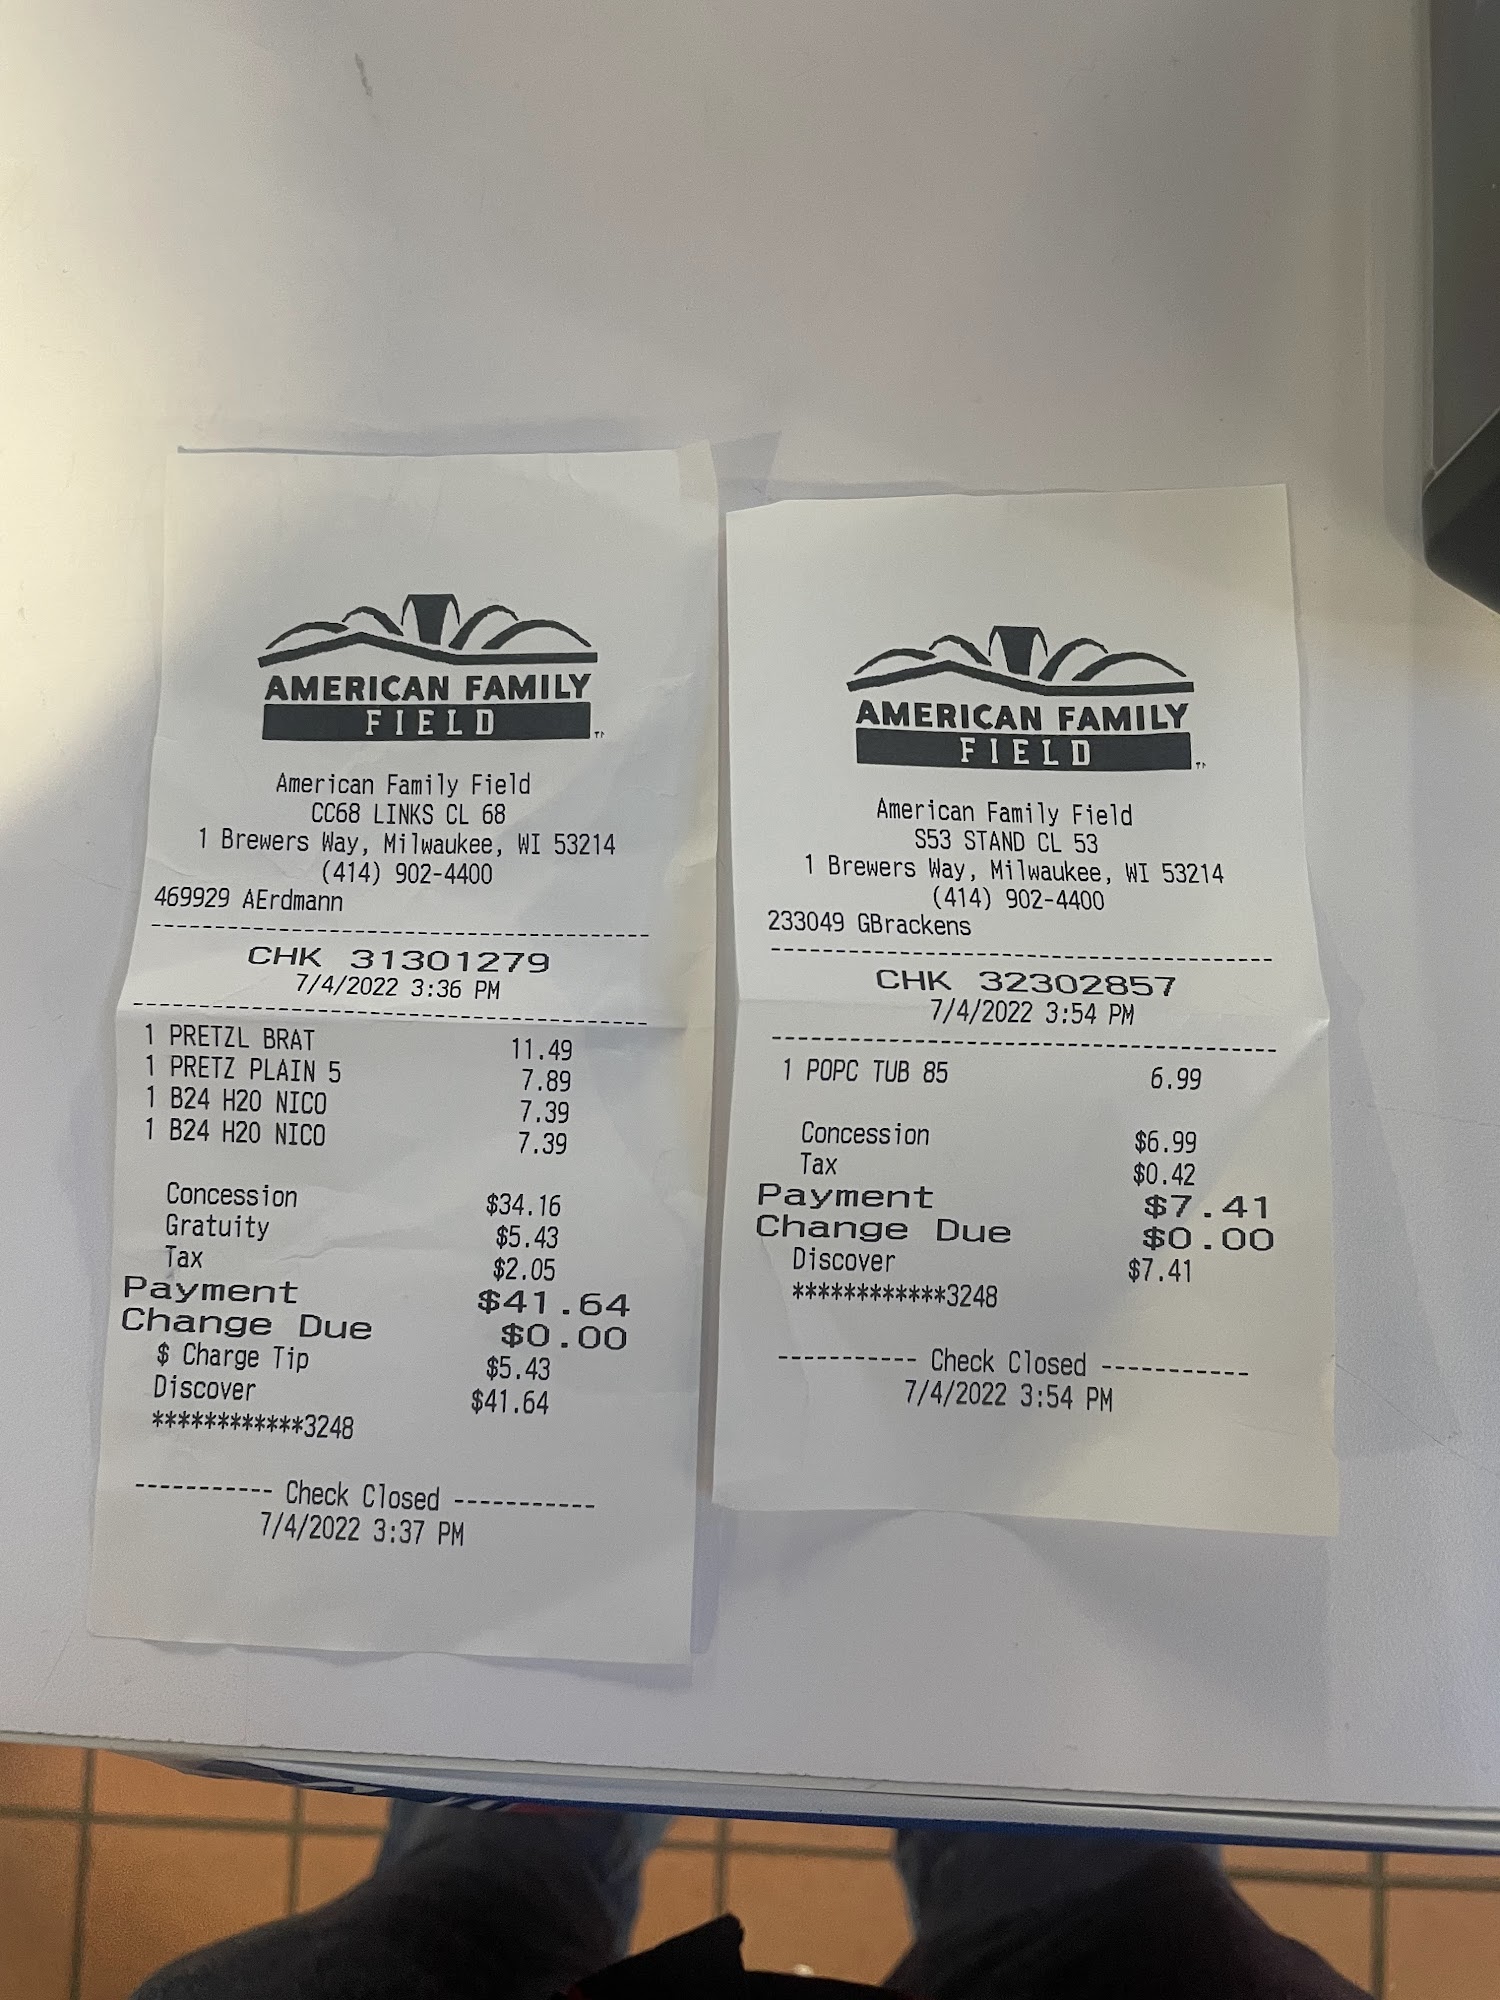 AMERICAN FAMILY
FIELD
American Family Field
CC68 LINKS CL 68
1 Brewers Way, Milwaukee, WI 53214
(414) 902-4400
469929 AErdmann
----------------------------------------
CHK 31301279
7/4/2022 3:36 PM
----------------------------------------
1 PRETZL BRAT 11.49
1 PRETZ PLAIN 5 7.89
1 B24 H20 NICO 7.39
1 B24 H20 NICO 7.39
Concession $34.16
Gratuity $5.43
Tax $2.05
Payment $41.64
Change Due $0.00
$ Charge Tip $5.43
Discover $41.64
************3248
----------- Check Closed -----------
7/4/2022 3:37 PM
AMERICAN FAMILY
FIELD
American Family Field
S53 STAND CL 53
1 Brewers Way, Milwaukee, WI 53214
(414) 902-4400
233049 GBrackens
----------------------------------------
CHK 32302857
7/4/2022 3:54 PM
----------------------------------------
1 POPC TUB 85 6.99
Concession $6.99
Tax $0.42
Payment $7.41
Change Due $0.00
Discover $7.41
************3248
----------- Check Closed -----------
7/4/2022 3:54 PM